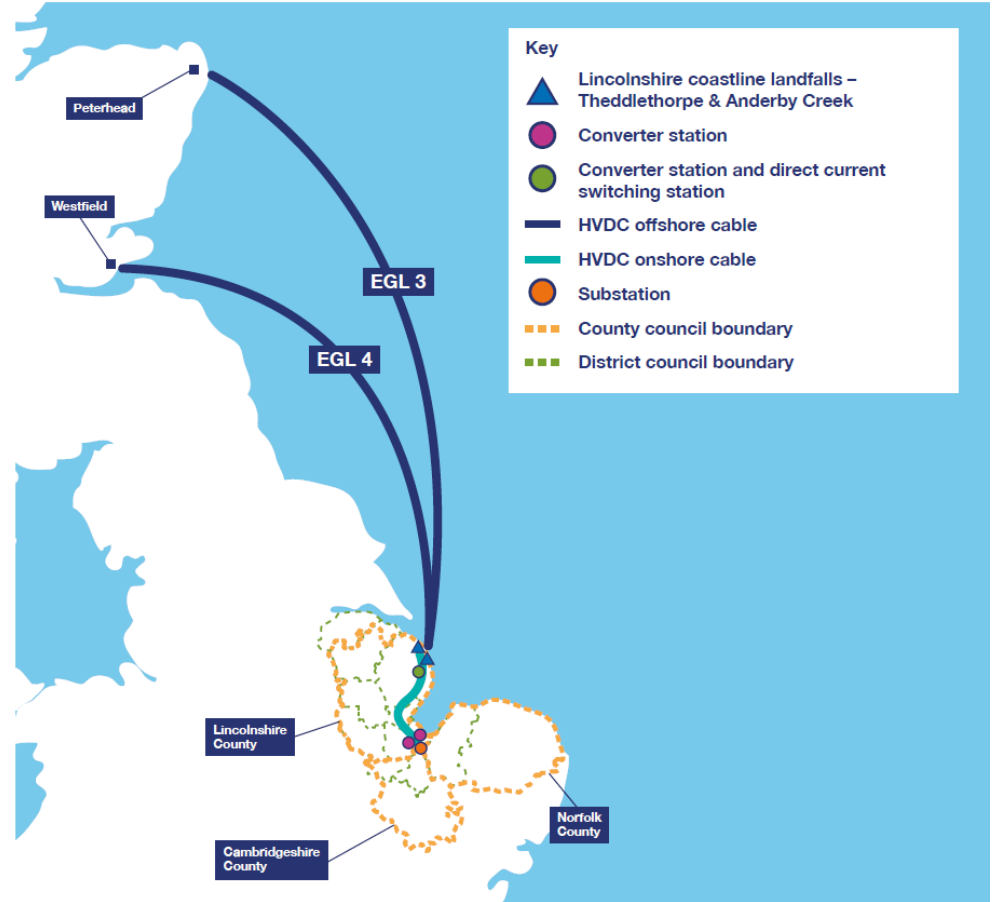 Peterhead
Westfield
EGL 3
EGL 4
Key
Lincolnshire coastline landfalls –
Theddlethorpe & Anderby Creek
Converter station
Converter station and direct current
switching station
HVDC offshore cable
HVDC onshore cable
Substation
County council boundary
District council boundary
Lincolnshire
County
Norfolk
County
Cambridgeshire
County